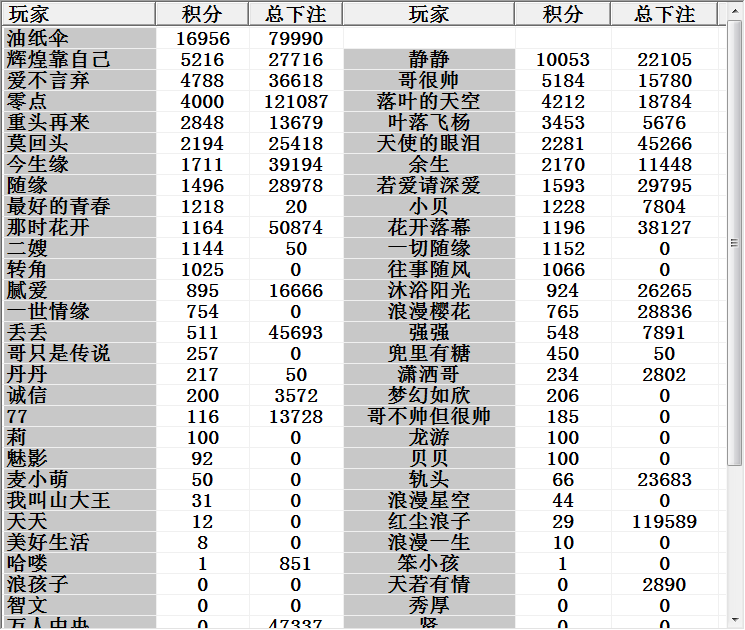 玩家 积分 总下注 玩家 积分 总下注
油纸伞 16956 79990
辉煌靠自己 5216 27716 静静 10053 22105
爱不言弃 4788 36618 哥很帅 5184 15780
零点 4000 121087 落叶的天空 4212 18784
重头再来 2848 13679 叶落飞杨 3453 5676
莫回头 2194 25418 天使的眼泪 2281 45266
今生缘 1711 39194 余生 2170 11448
随缘 1496 28978 若爱请深爱 1593 29795
最好的青春 1218 20 小贝 1228 7804
那时花开 1164 50874 花开落幕 1196 38127
二嫂 1144 50 一切随缘 1152 0
转角 1025 0 往事随风 1066 0
腻爱 895 16666 沐浴阳光 924 26265
一世情缘 754 0 浪漫樱花 765 28836
丢丢 511 45693 强强 548 7891
哥只是传说 257 0 兜里有糖 450 50
丹丹 217 50 潇洒哥 234 2802
诚信 200 3572 梦幻如欣 206 0
77 116 13728 哥不帅但很帅 185 0
莉 100 0 龙游 100 0
魅影 92 0 贝贝 100 0
麦小萌 50 0 轨头 66 23683
我叫山大王 31 0 浪漫星空 44 0
天天 12 0 红尘浪子 29 119589
美好生活 8 0 浪漫一生 10 0
哈喽 1 851 笨小孩 1 0
浪孩子 0 0 天若有情 0 2890
智文 0 0 秀厚 0 0
万人中央 0 47337 贤 0 0